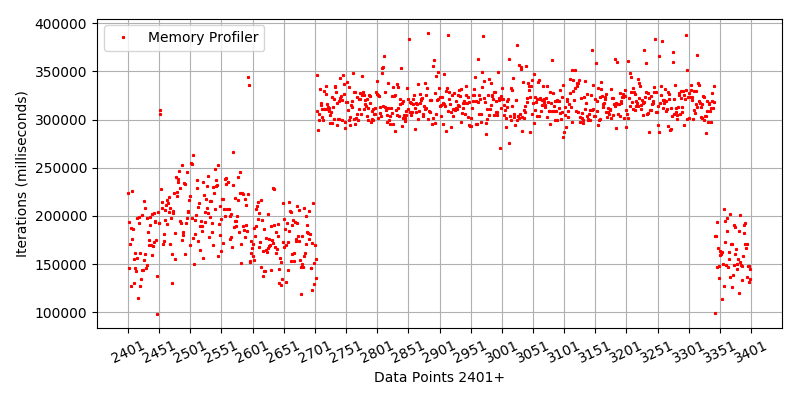 Memory Profiler
Iterations (milliseconds)
400000
350000
300000
250000
200000
150000
100000
2401 2451 2501 2551 2601 2651 2701 2751 2801 2851 2901 2951 3001 3051 3101 3151 3201 3251 3301 3351 3401
Data Points 2401+